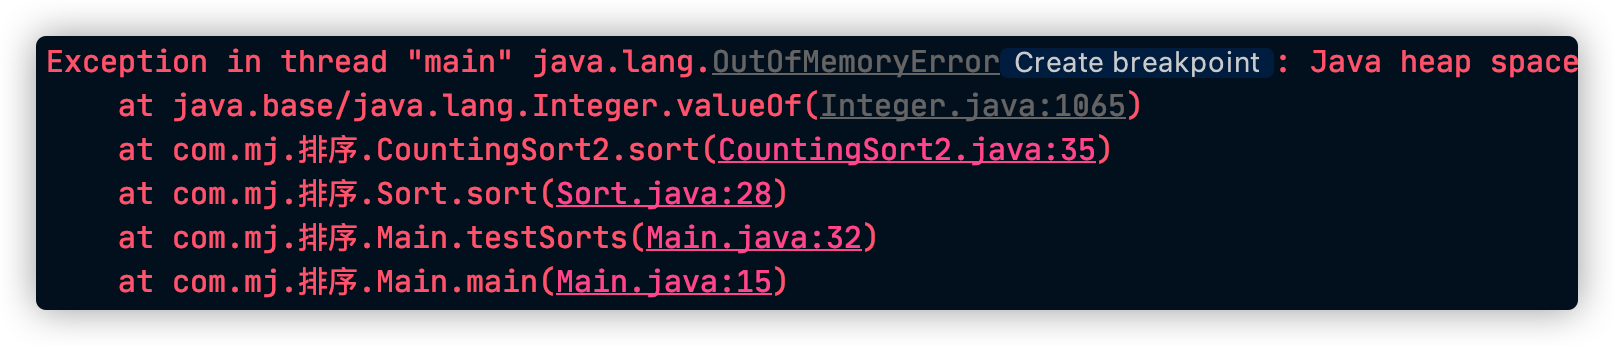 Exception in thread "main" java.lang.OutOfMemoryError Create breakpoint : Java heap space
at java.base/java.lang.Integer.valueOf(Integer.java:1065)
at com.mj.排序.CountingSort2.sort(CountingSort2.java:35)
at com.mj.排序.Sort.sort(Sort.java:28)
at com.mj.排序.Main.testSorts(Main.java:32)
at com.mj.排序.Main.main(Main.java:15)